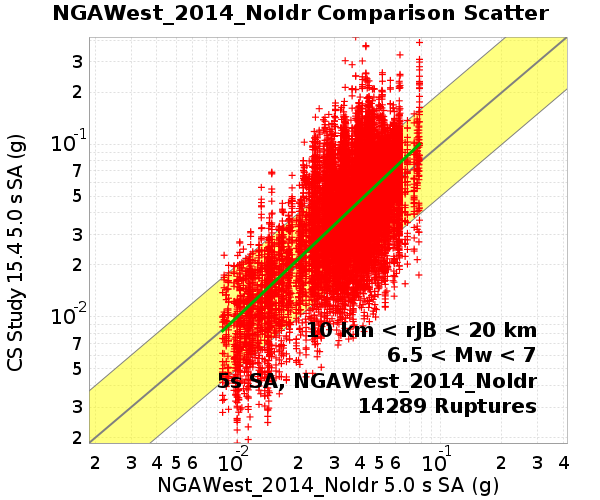 NGAWest_2014_NoIdr Comparison Scatter
3
2
10-1
7
5
3
2
10-2
7
5
3
2
CS Study 15.4 5.0 s SA (g)
10 km < rJB < 20 km
6.5 < Mw < 7
5s SA, NGAWest_2014_NoIdr
14289 Ruptures
2 3 4 5 6 10-2 2 3 4 5 6 10-1 2 3 4
NGAWest_2014_NoIdr 5.0 s SA (g)